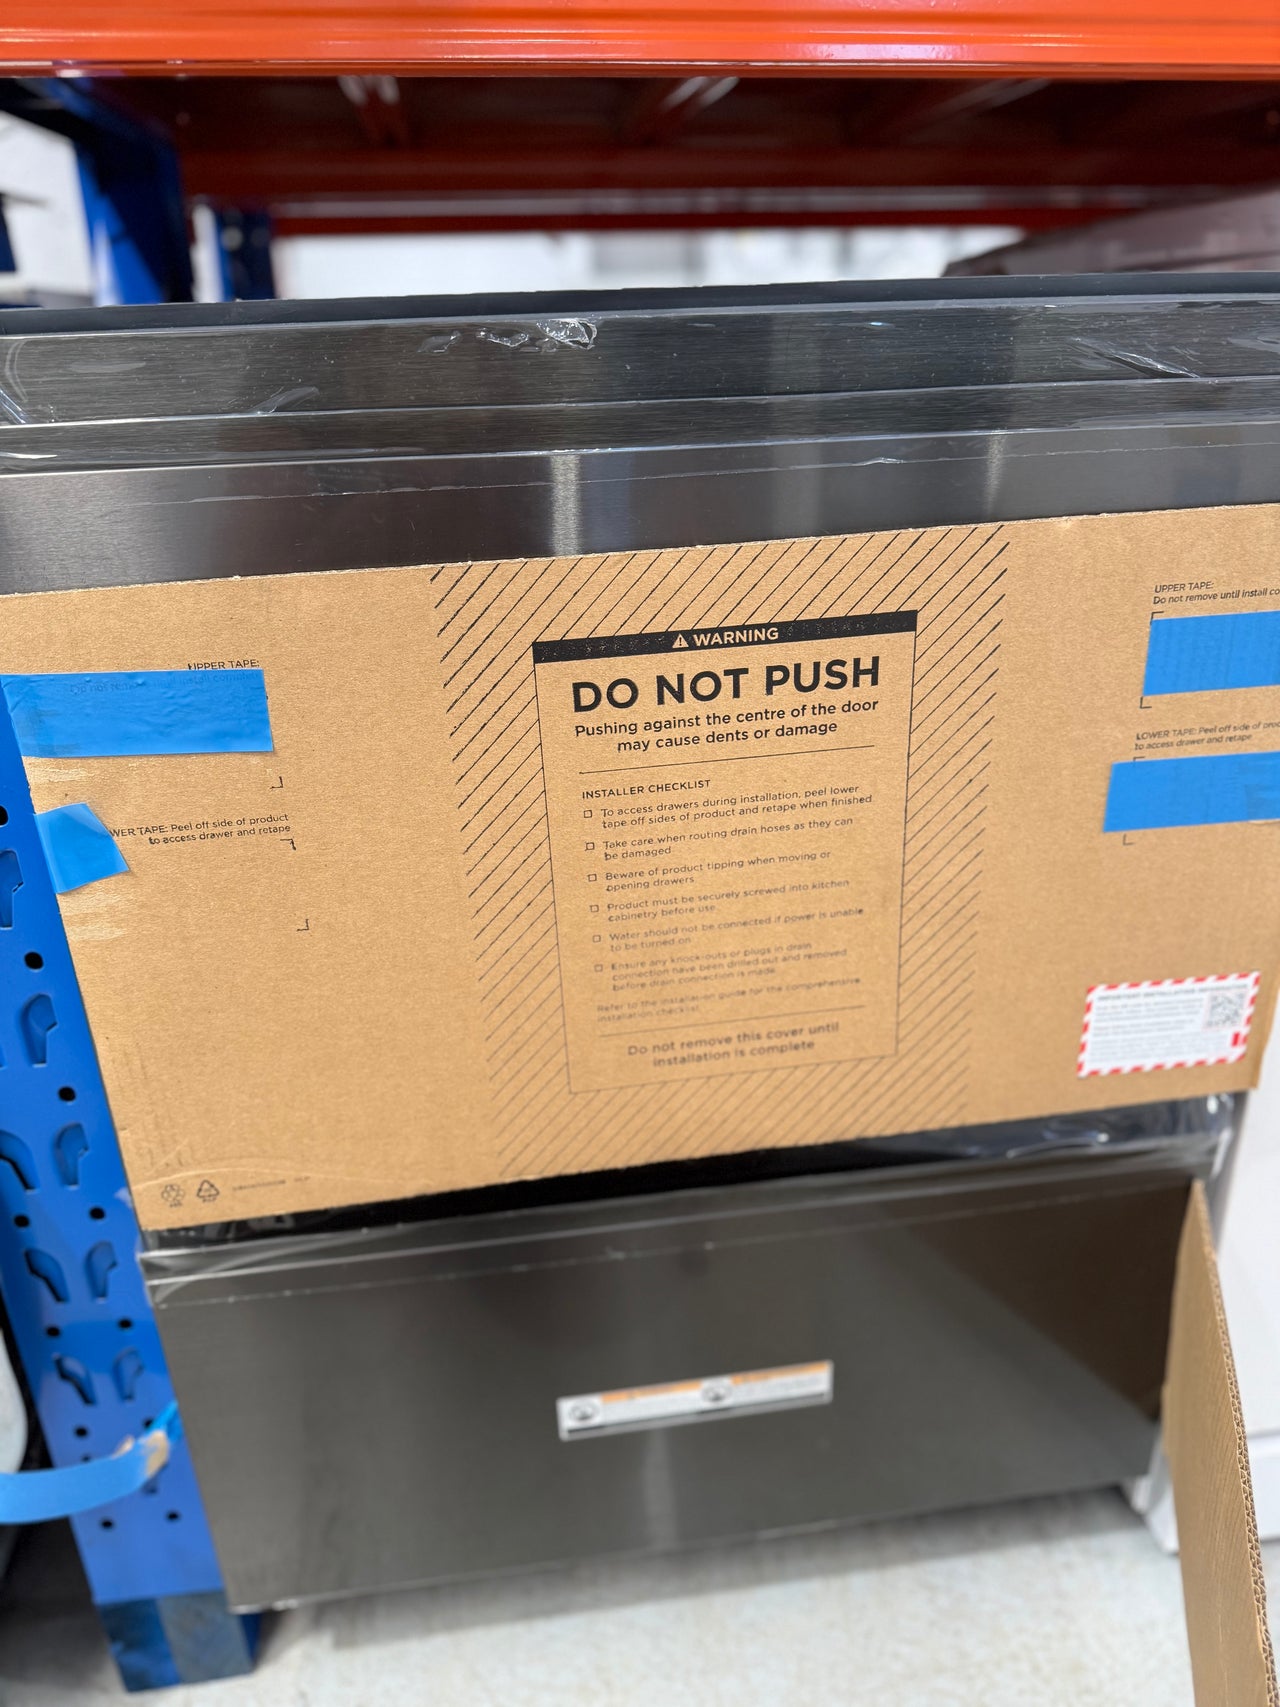 UPPER TAPE:
Do not remove until install complete
WER TAPE: Peel off side of product
to access drawer and retape
WARNING
DO NOT PUSH
Pushing against the centre of the door
may cause dents or damage
INSTALLER CHECKLIST
To access drawers during installation, peel lower
tape off sides of product and retape when finished
Take care when routing drain hoses as they can
be damaged
Beware of product tipping when moving or
opening drawers
Product must be securely screwed into kitchen
cabinetry before use
Water should not be connected if power is unable
to be turned on
Ensure any knock-outs or plugs in drain
connection have been drilled out and removed
before drain connection is made
Refer to the installation guide for the comprehensive
installation checklist
Do not remove this cover until
installation is complete
UPPER TAPE:
Do not remove until install co
LOWER TAPE: Peel off side of proc
to access drawer and retape